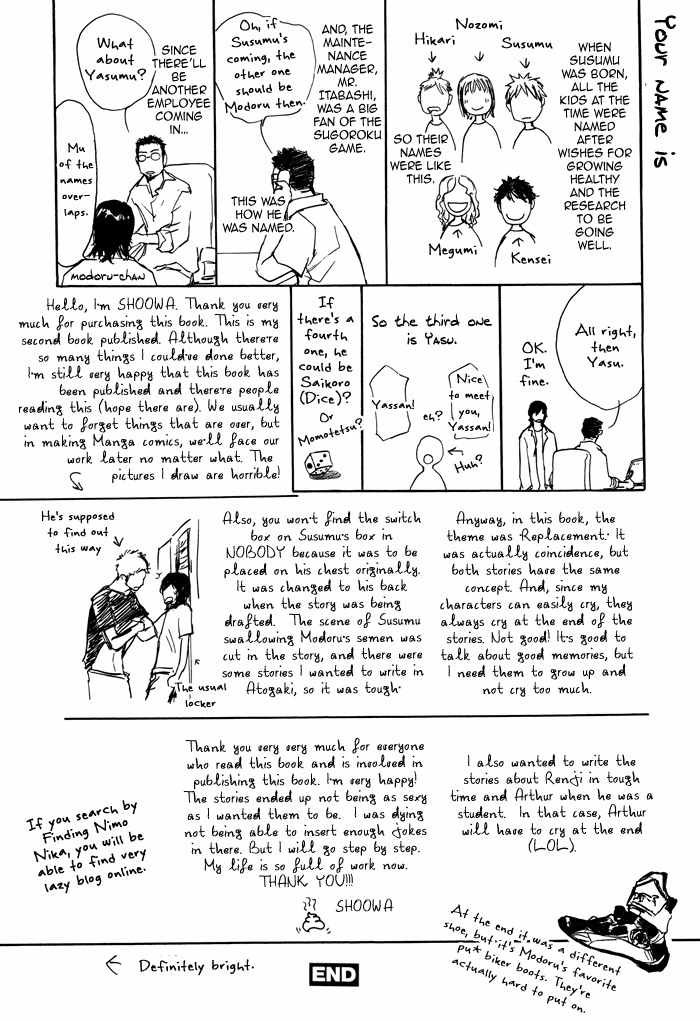 Your Name is
WHEN
SUSUMU
WAS BORN,
ALL THE
KIDS AT THE
TIME WERE
NAMED
AFTER
WISHES FOR
GROWING
HEALTHY
AND THE
RESEARCH
TO BE
GOING
WELL.
Nozomi
Hikari
Susumu
SO THEIR
NAMES
WERE LIKE
THIS.
Megumi
Kensei
AND, THE
MAINTE-
NANCE
MANAGER,
MR.
ITABASHI,
WAS A BIG
FAN OF THE
SUGOROKU
GAME.
Oh, if
Susumu's
coming, the
other one
should be
Modoru then.
THIS WAS
HOW HE
WAS NAMED.
SINCE
THERE'LL
BE
ANOTHER
EMPLOYEE
COMING
IN...
What
about
Yasumu?
Mu
of the
names
over-
laps.
Modoru-chan
All right,
then
Yasu.
OK.
I'm
fine.
So the third one
is Yasu.
Nice
to meet
you,
Yassan!
Yassan!
eh?
Huh?
If
there's a
fourth
one, he
could be
Saikoro
(Dice)?
Or
Momotetsu?
Hello, I'm SHOOWA. Thank you very
much for purchasing this book. This is my
second book published. Although there're
so many things I could've done better,
I'm still very happy that this book has
been published and there're people
reading this (hope there are). We usually
want to forget things that are over, but
in making Manga comics, we'll face our
work later no matter what. The
pictures I draw are horrible!
Anyway, in this book, the
theme was Replacement. It
was actually coincidence, but
both stories have the same
concept. And, since my
characters can easily cry, they
always cry at the end of the
stories. Not good! It's good to
talk about good memories, but
I need them to grow up and
not cry too much.
Also, you won't find the switch
box on Susumu's box in
NOBODY because it was to be
placed on his chest originally.
It was changed to his back
when the story was being
drafted. The scene of Susumu
swallowing Modoru's semen was
cut in the story, and there were
some stories I wanted to write in
Atogaki, so it was tough.
He's supposed
to find out
this way
The usual
locker
I also wanted to write the
stories about Renji in tough
time and Arthur when he was a
student. In that case, Arthur
will have to cry at the end
(LOL).
Thank you very very much for everyone
who read this book and is involved in
publishing this book. I'm very happy!
The stories ended up not being as sexy
as I wanted them to be. I was dying
not being able to insert enough jokes
in there. But I will go step by step.
My life is so full of work now.
THANK YOU!!!
SHOOWA
If you search by
Finding Nimo
Nika, you will be
able to find very
lazy blog online.
At the end it was a different
shoe, but it's Modoru's favorite
pu* biker boots. They're
actually hard to put on.
Definitely bright.
END